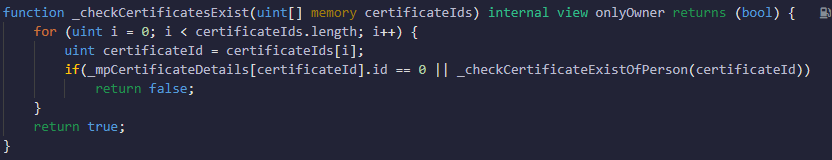 function _checkCertificatesExist(uint[] memory certificateIds) internal view onlyOwner returns (bool) {
    for (uint i = 0; i < certificateIds.length; i++) {
        uint certificateId = certificateIds[i];
        if(_mpCertificateDetails[certificateId].id == 0 || _checkCertificateExistOfPerson(certificateId))
            return false;
    }
    return true;
}